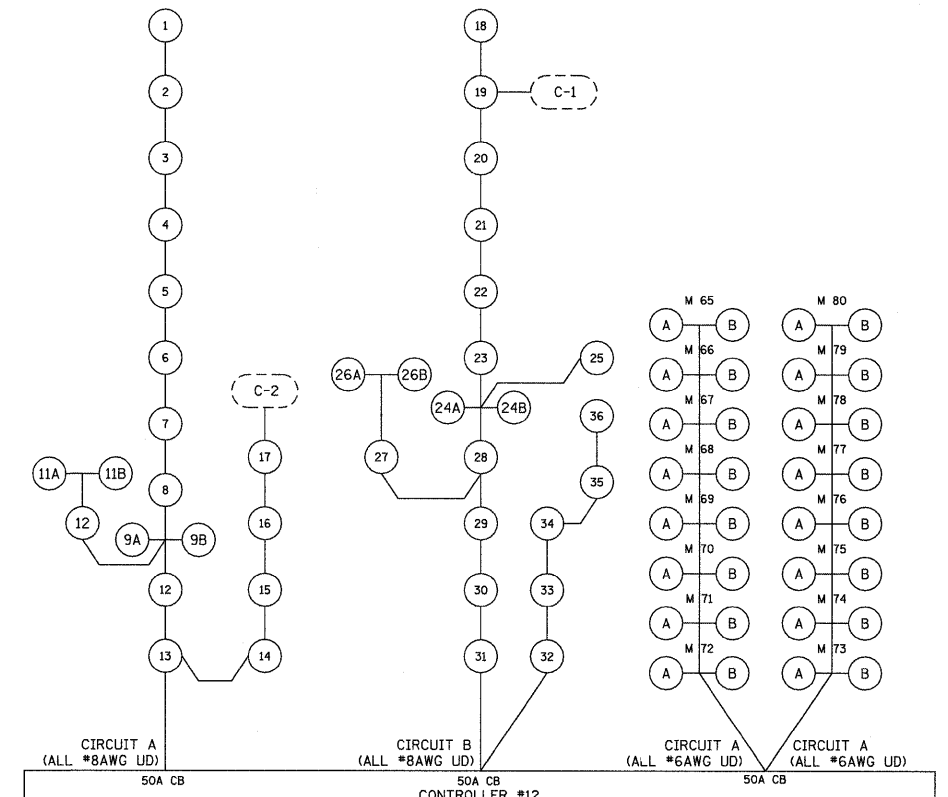 1 18
2 19 C-1
3 20
4 21
5 22
M 65 M 80
A B A B
6 23 25
M 66 M 79
26A 26B A B A B
C-2
24A 24B 36
M 67 M 78
7 A B A B
17 27 28
M 68 M 77
11A 11B 8 35 A B A B
M 69 M 76
12 16 29 34 A B A B
9A 9B
M 70 M 75
A B A B
12 15 30 33
M 71 M 74
A B A B
M 72 M 73
13 14 31 32 A B A B
CIRCUIT A CIRCUIT B CIRCUIT A CIRCUIT A
(ALL #8AWG UD) (ALL #8AWG UD) (ALL #6AWG UD) (ALL #6AWG UD)
50A CB 50A CB 50A CB
CONTROLLER #12